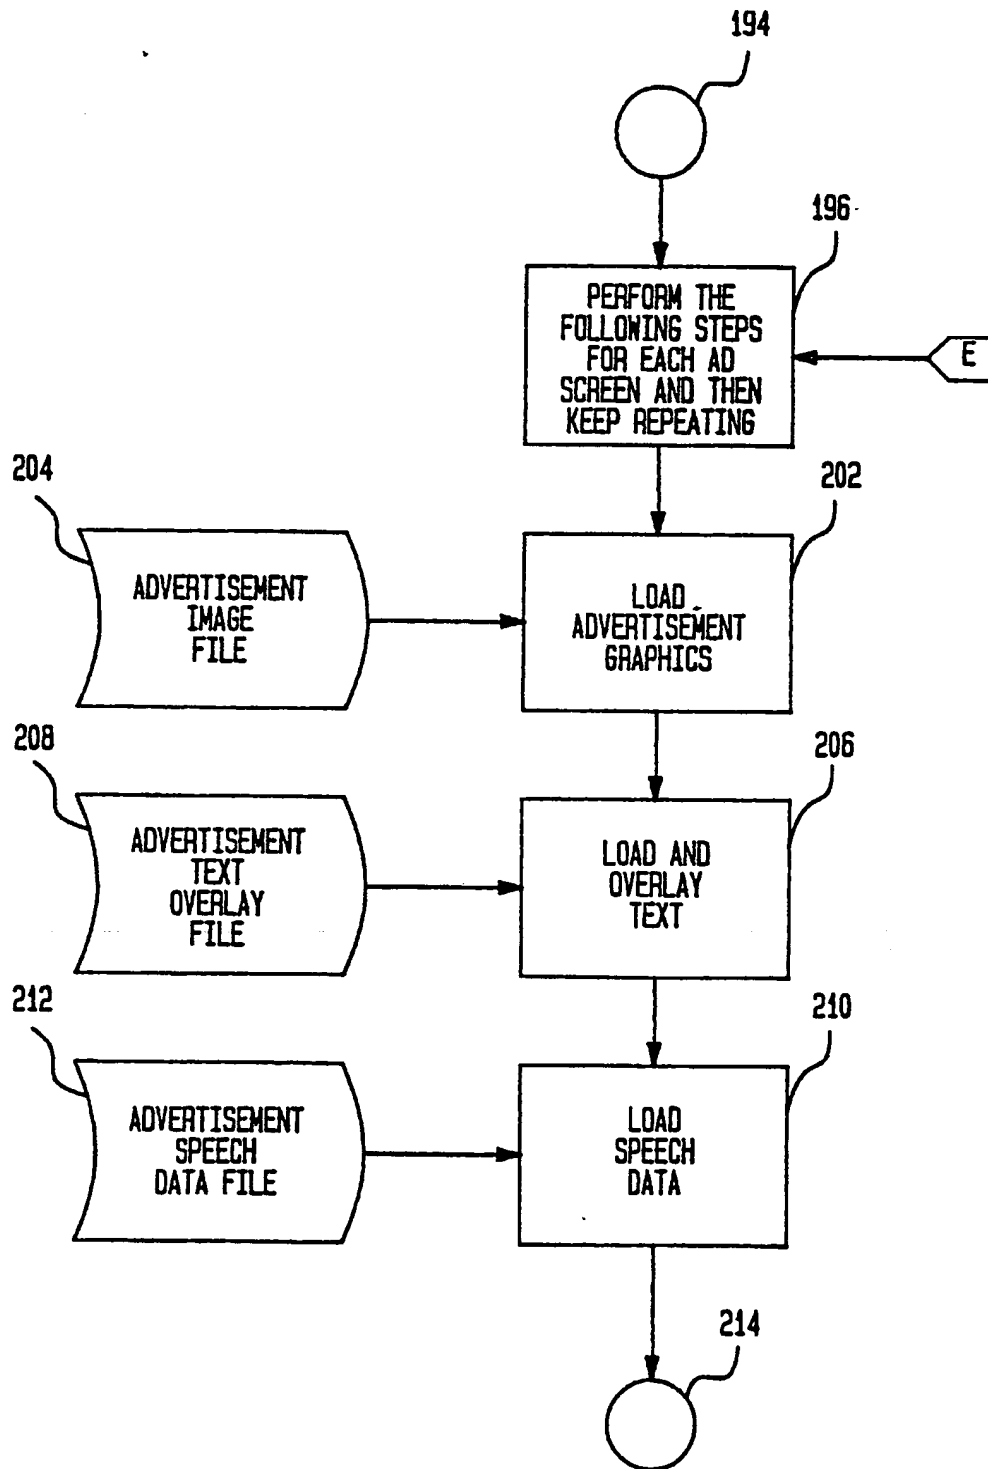 194
196
PERFORM THE
FOLLOWING STEPS
FOR EACH AD
SCREEN AND THEN
KEEP REPEATING
E
204
202
ADVERTISEMENT
IMAGE
FILE
LOAD
ADVERTISEMENT
GRAPHICS
208
206
ADVERTISEMENT
TEXT
OVERLAY
FILE
LOAD AND
OVERLAY
TEXT
212
210
ADVERTISEMENT
SPEECH
DATA FILE
LOAD
SPEECH
DATA
214